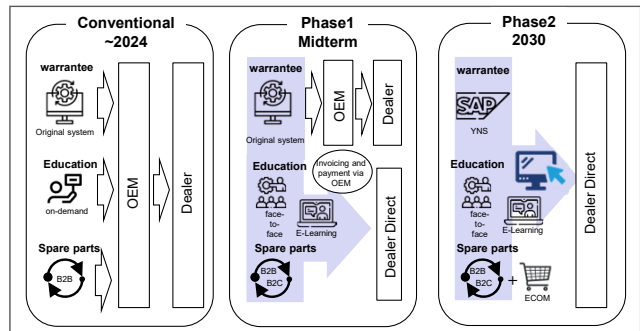 Conventional
~2024
warrantee
Original system
Education
on-demand
Spare parts
B2B
OEM
Dealer
Phase1
Midterm
warrantee
Original system
OEM
Dealer
Invoicing and
payment via
OEM
Education
face-
to-
face
E-Learning
Spare parts
B2B
B2C
Dealer Direct
Phase2
2030
warrantee
SAP
YNS
Education
face-
to-
face
E-Learning
Spare parts
B2B
B2C
+
ECOM
Dealer Direct